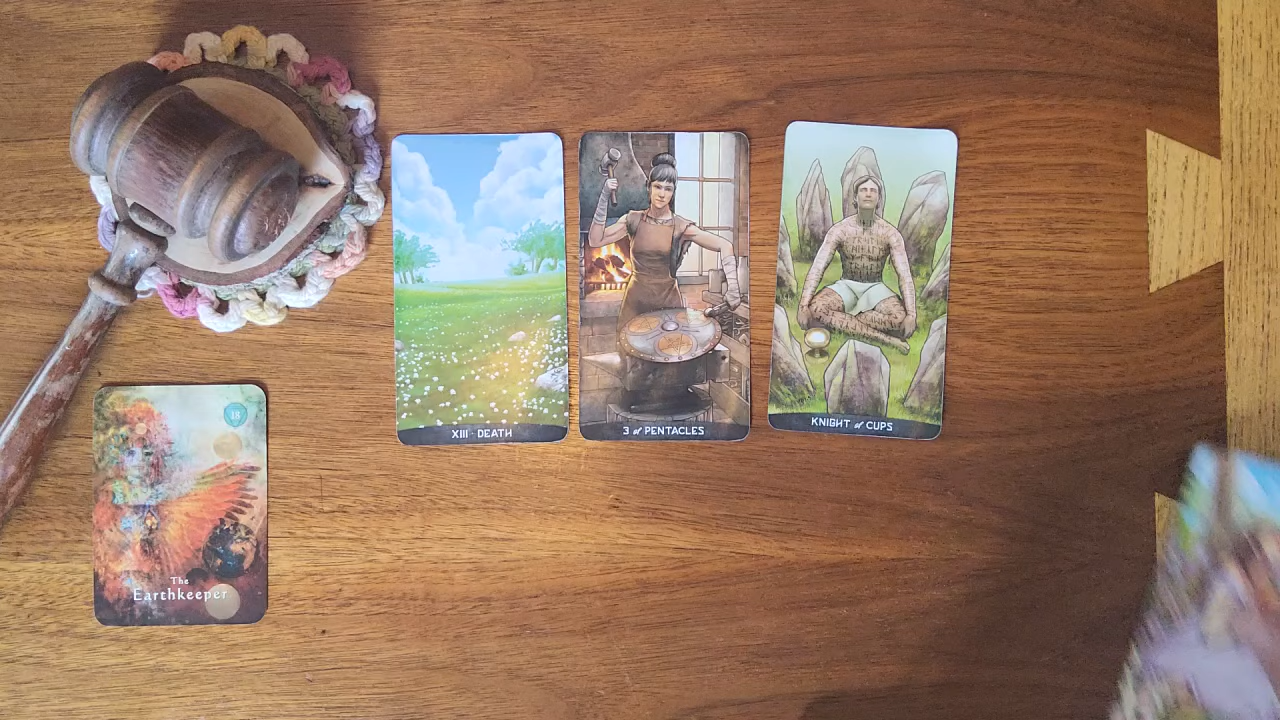 XIII · DEATH
3 of PENTACLES
KNIGHT of CUPS
18
The
Earthkeeper